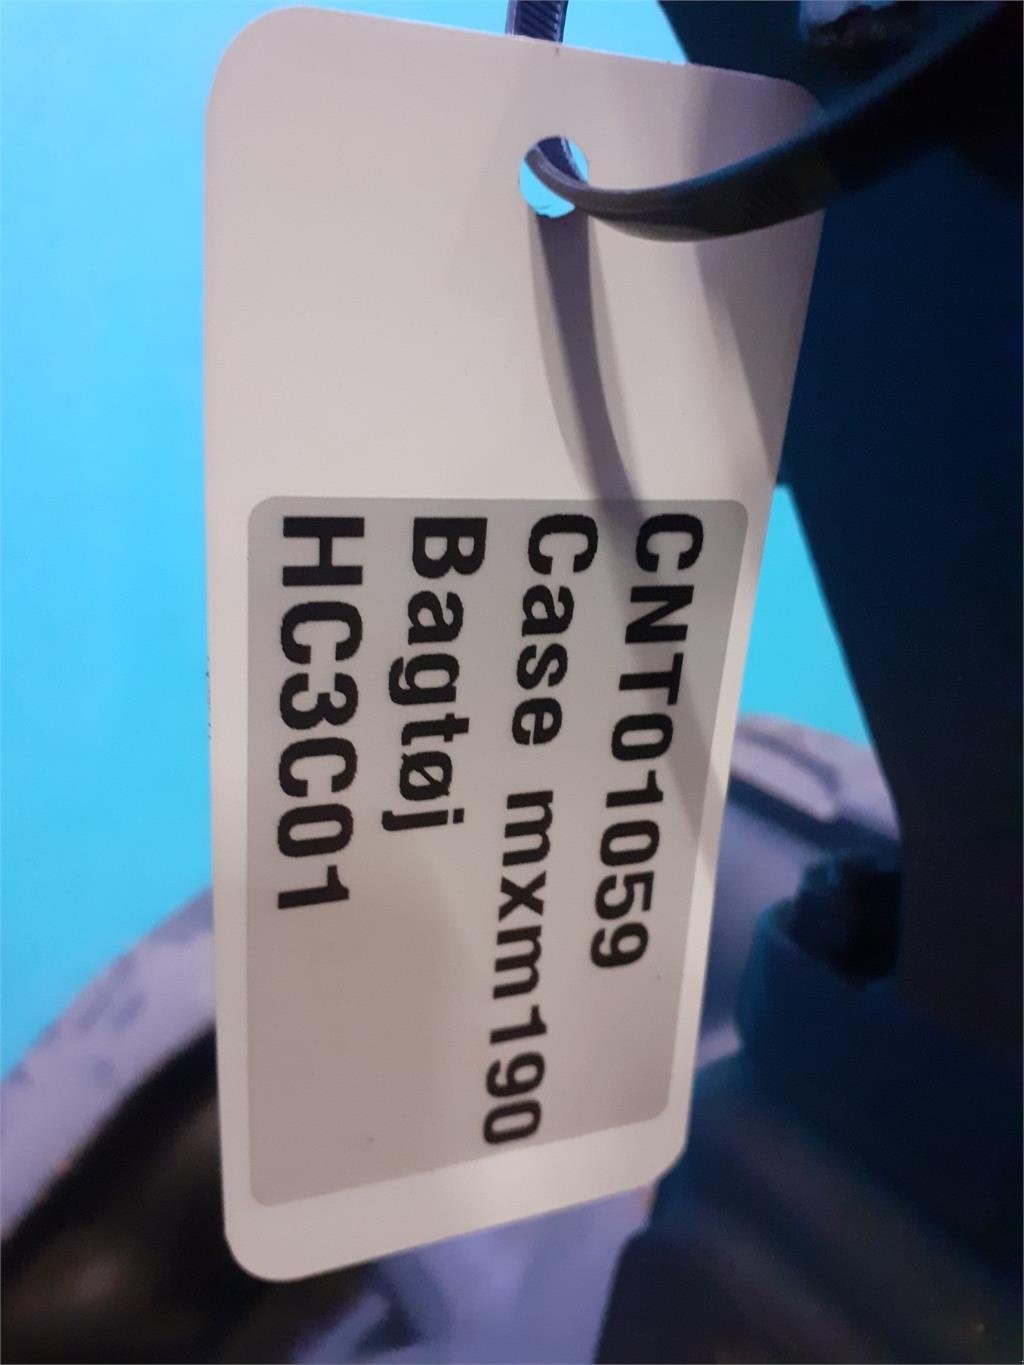 CNT01059
Case mxm190
Bagtøj
HC3C01